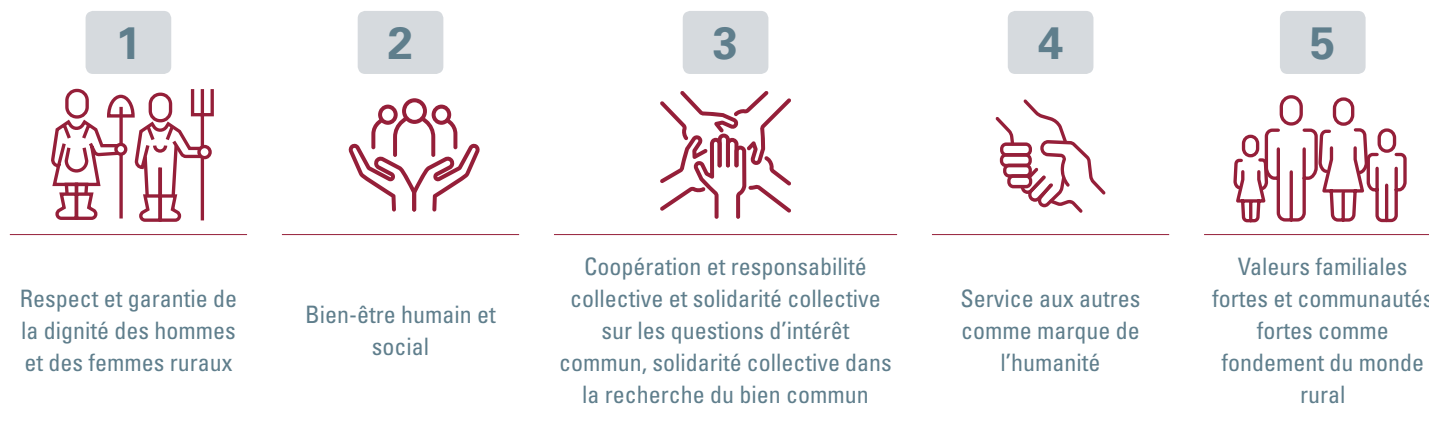 1
Respect et garantie de
la dignité des hommes
et des femmes ruraux
2
Bien-être humain et
social
3
Coopération et responsabilité
collective et solidarité collective
sur les questions d’intérêt
commun, solidarité collective dans
la recherche du bien commun
4
Service aux autres
comme marque de
l’humanité
5
Valeurs familiales
fortes et communautés
fortes comme
fondement du monde
rural